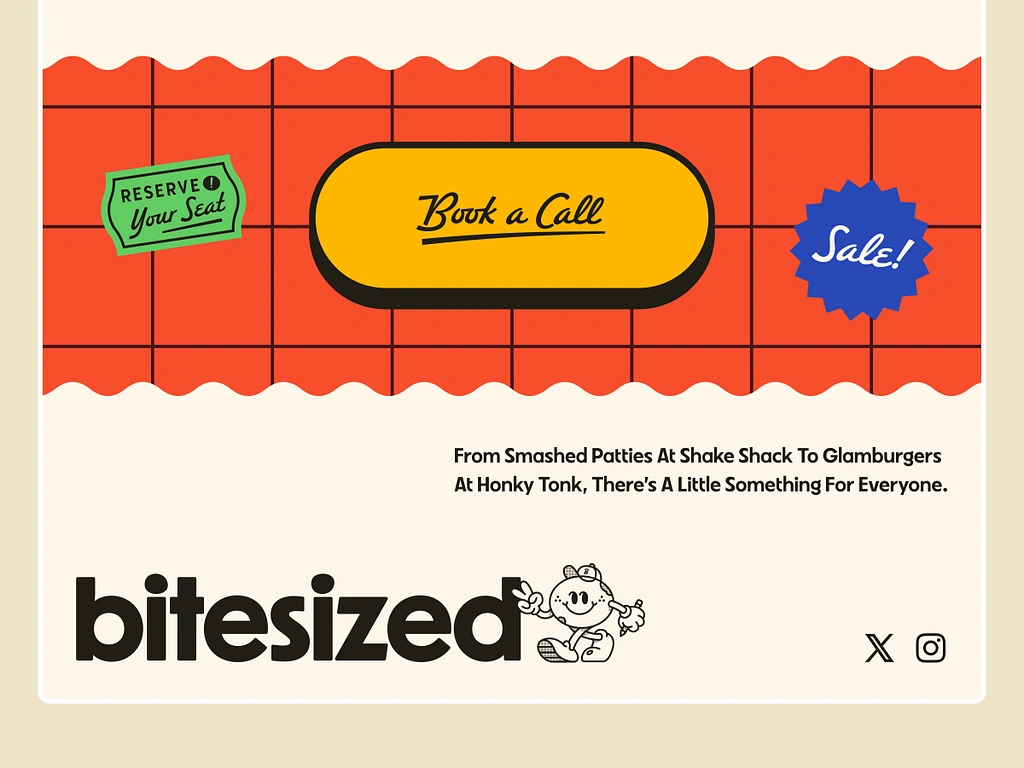 RESERVE!
Your Seat
Book a Call
Sale!
From Smashed Patties At Shake Shack To Glamburgers
At Honky Tonk, There's A Little Something For Everyone.
bitesized